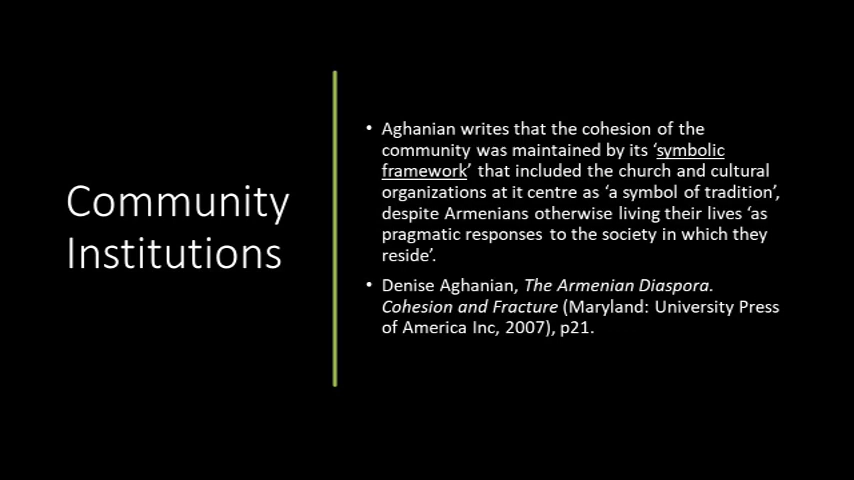 Community
Institutions
• Aghanian writes that the cohesion of the
community was maintained by its ‘symbolic
framework’ that included the church and cultural
organizations at it centre as ‘a symbol of tradition’,
despite Armenians otherwise living their lives ‘as
pragmatic responses to the society in which they
reside’.
• Denise Aghanian, The Armenian Diaspora.
Cohesion and Fracture (Maryland: University Press
of America Inc, 2007), p21.